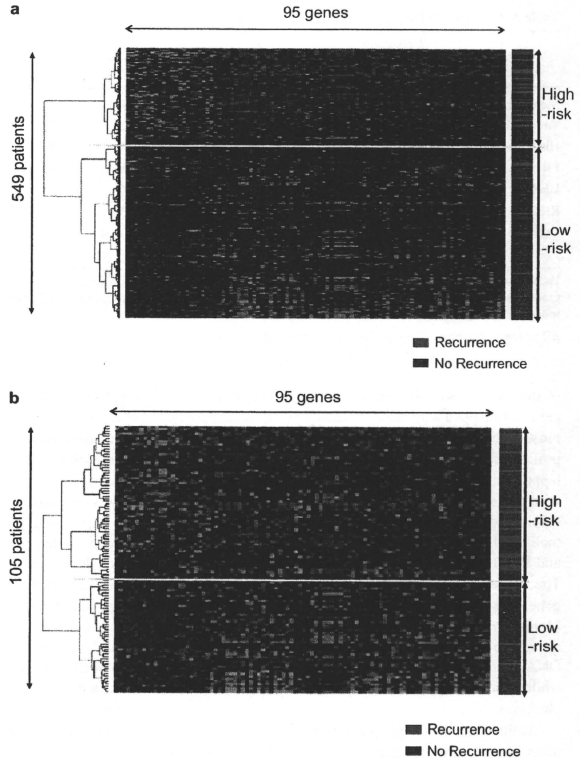 a
95 genes
549 patients
High
-risk
Low
-risk
Recurrence
No Recurrence
b
95 genes
105 patients
High
-risk
Low
-risk
Recurrence
No Recurrence